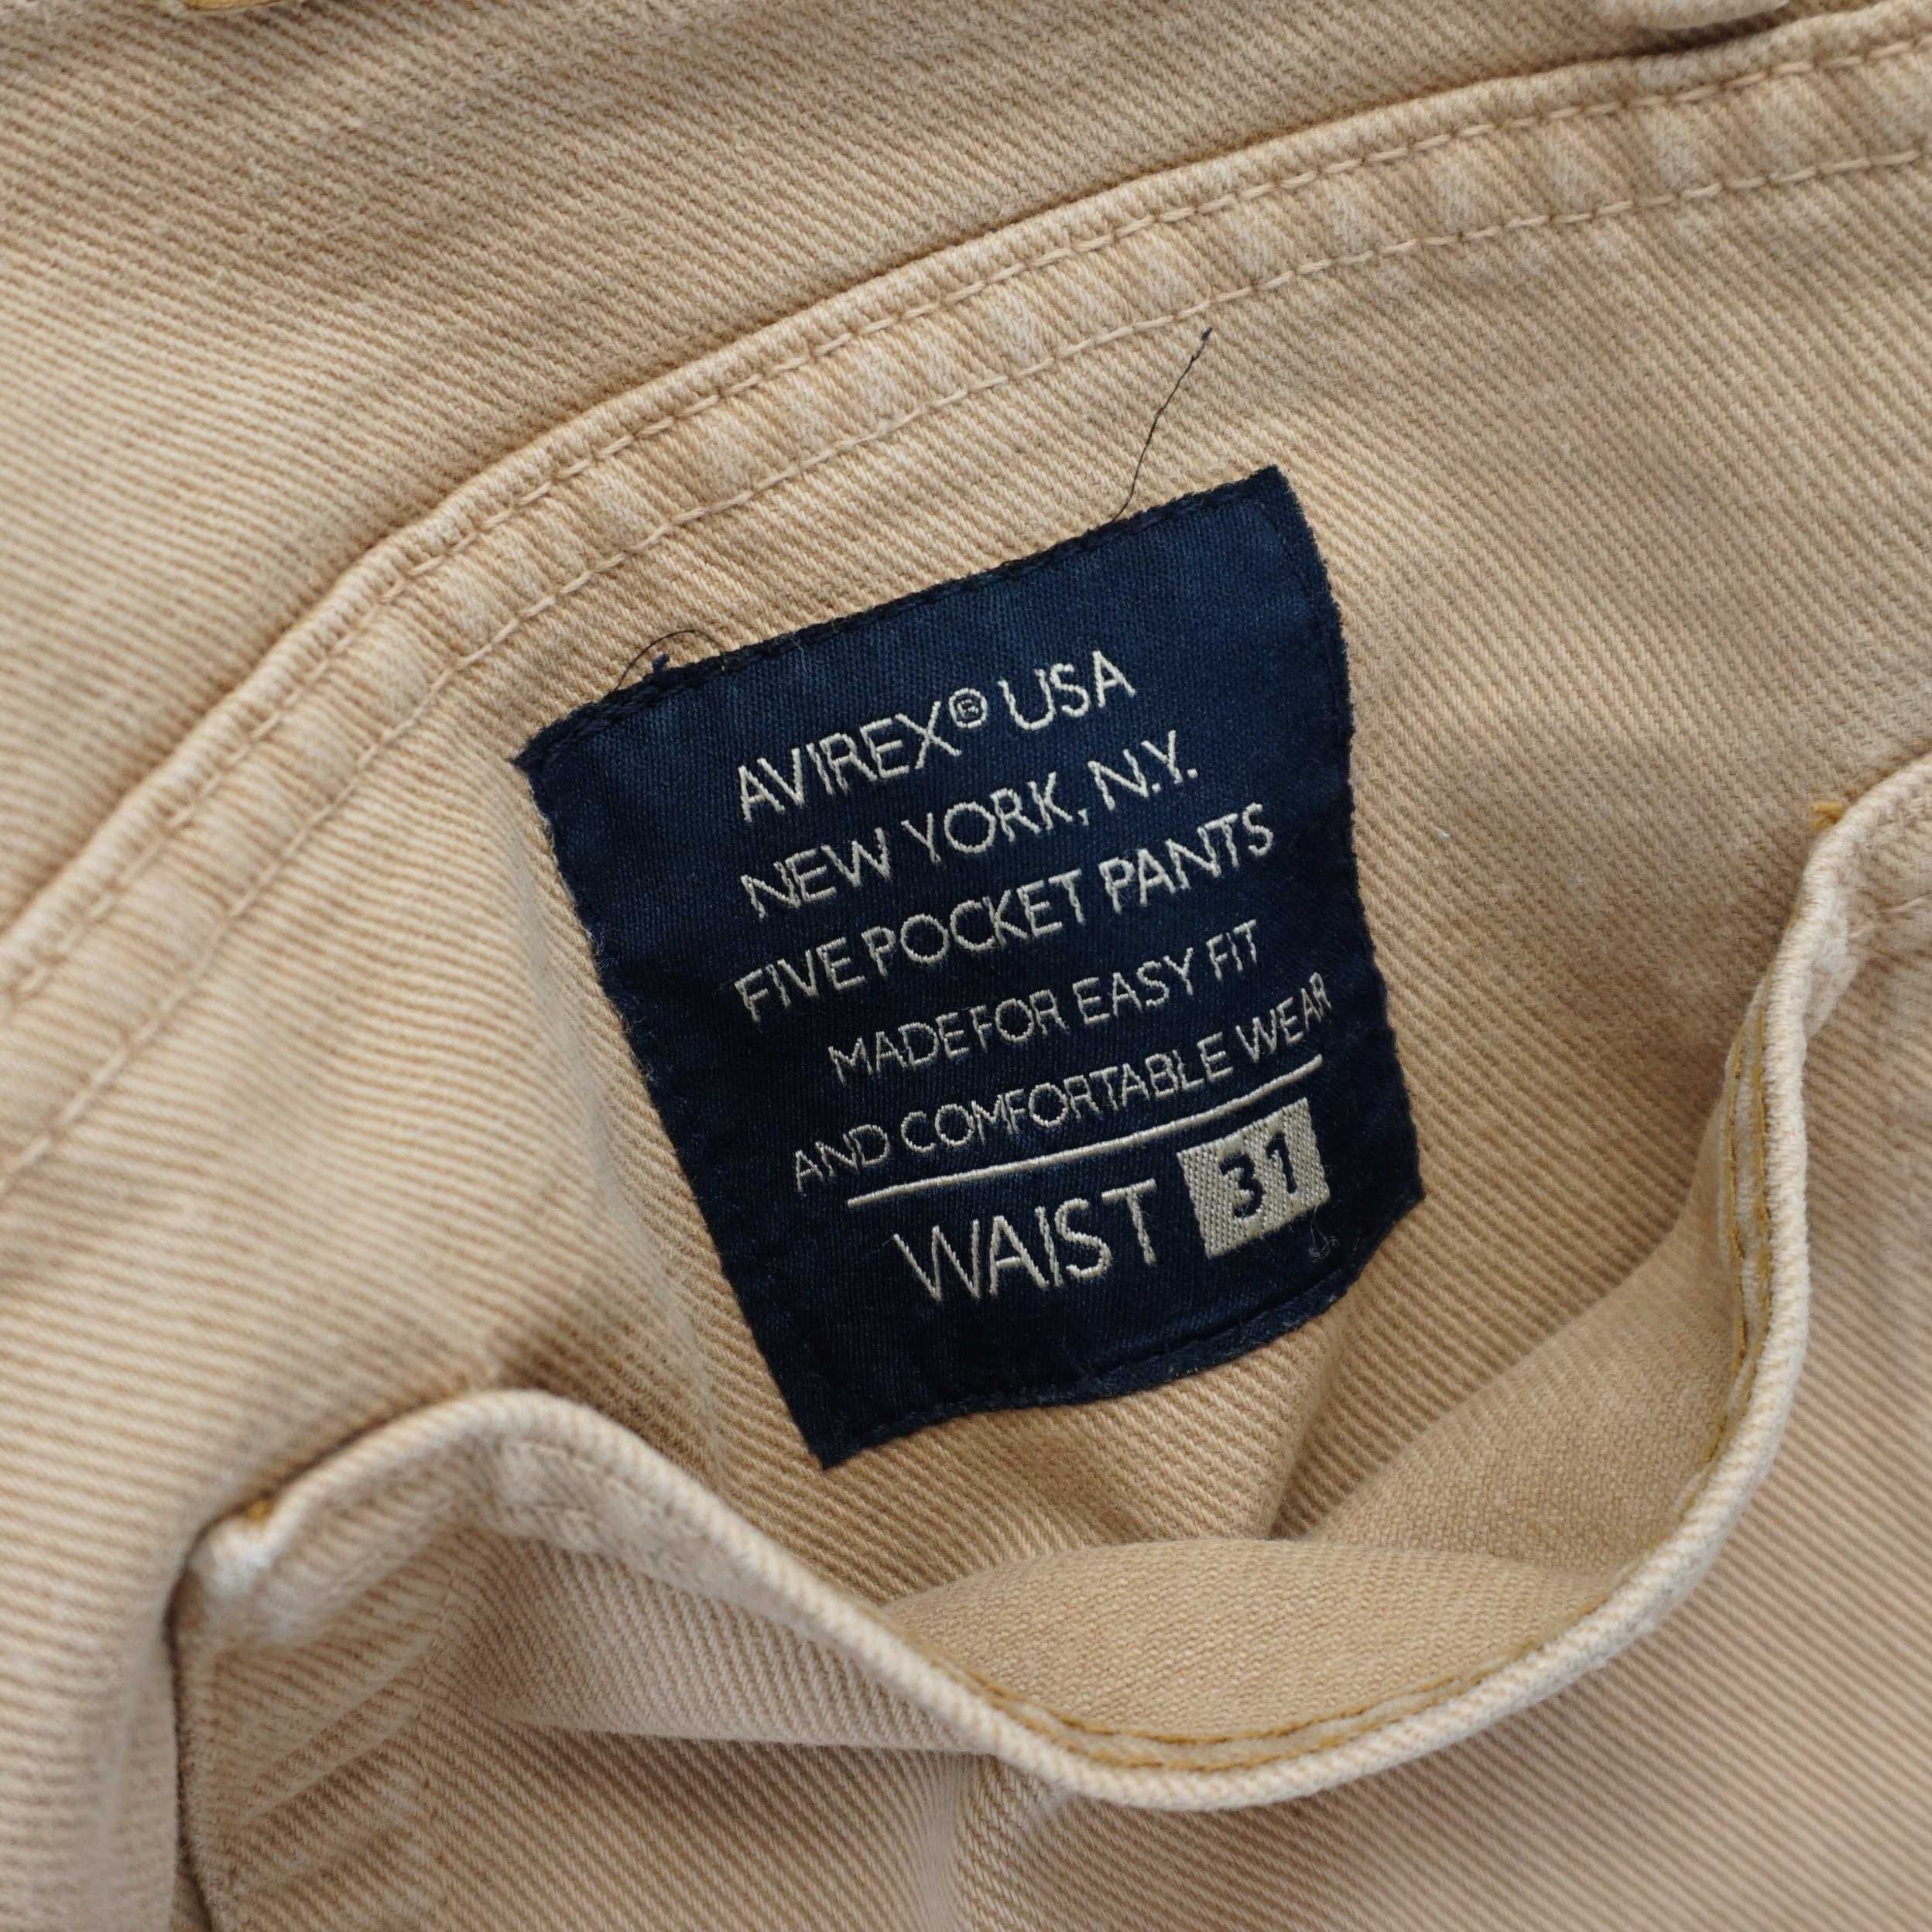 AVIREX® USA
NEW YORK, N.Y.
FIVE POCKET PANTS
MADE FOR EASY FIT
AND COMFORTABLE WEAR
WAIST 31